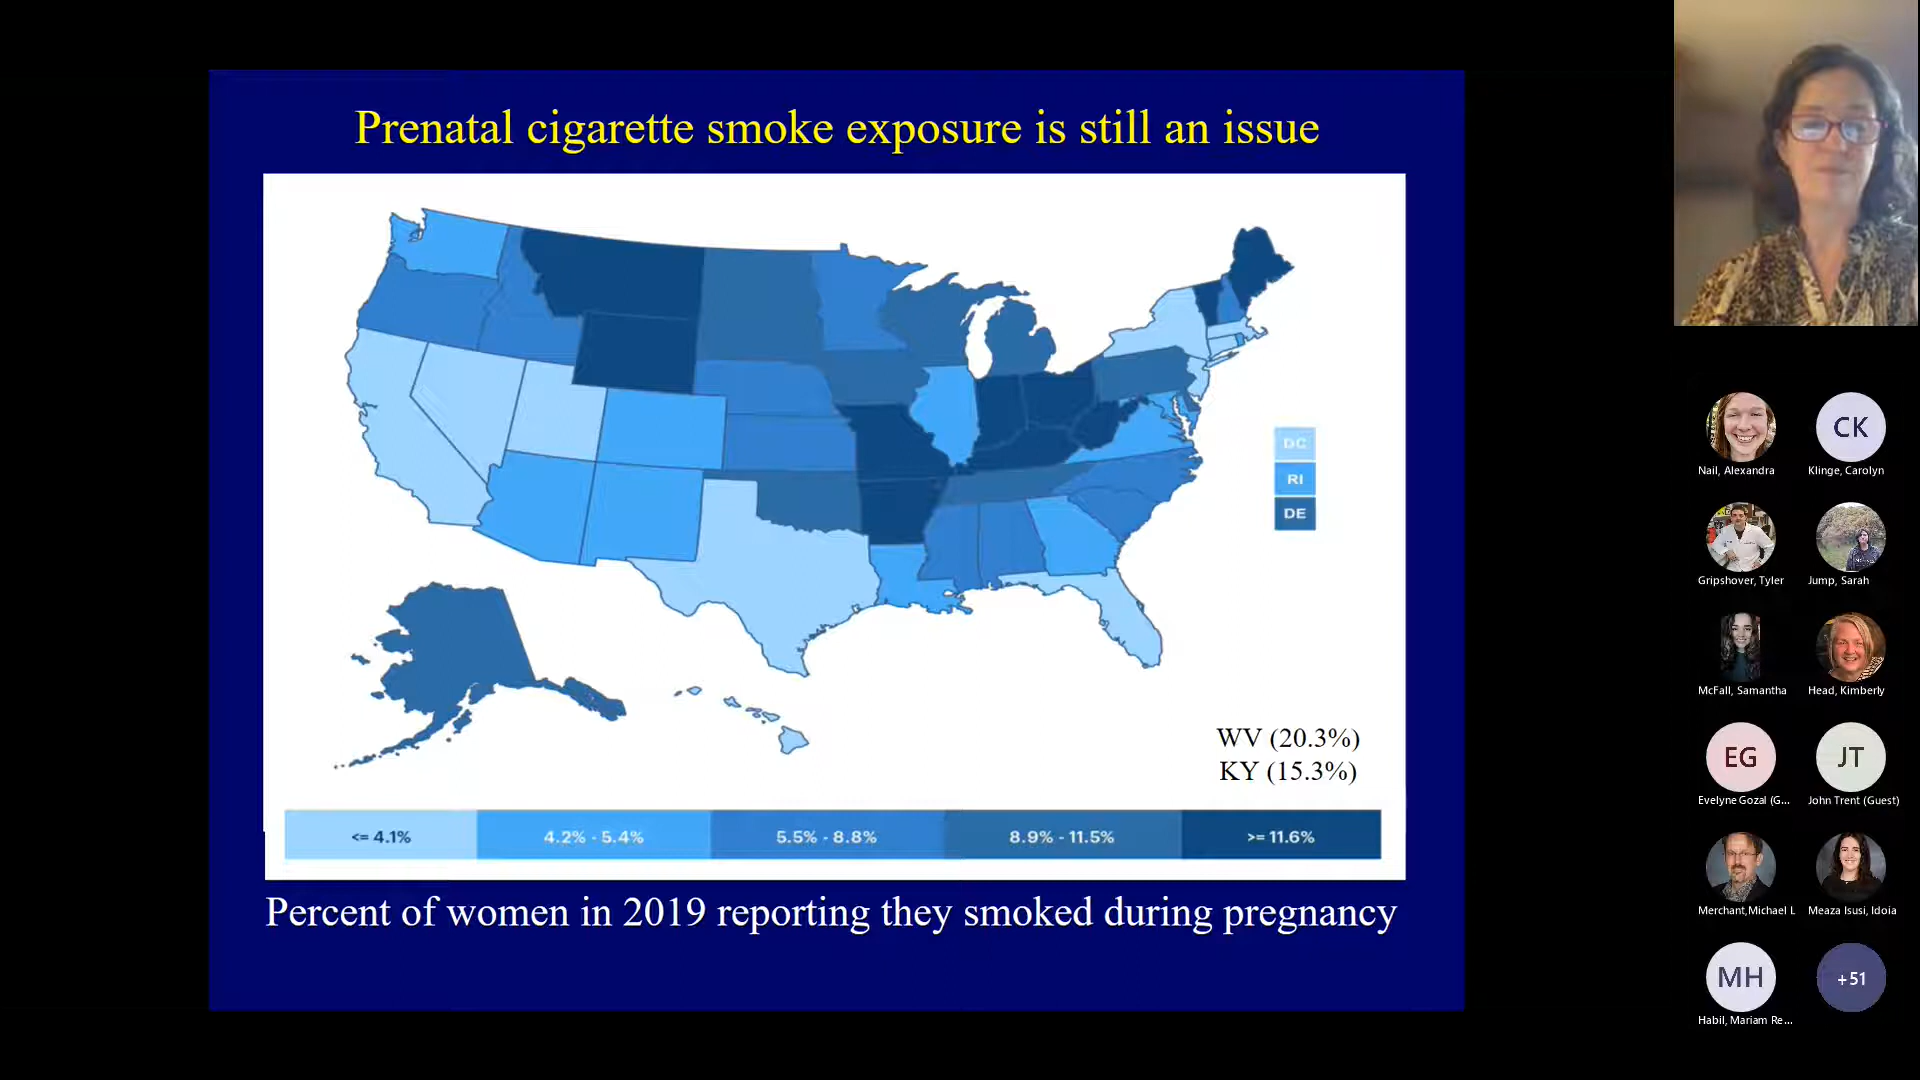 Prenatal cigarette smoke exposure is still an issue
DC
RI
DE
WV (20.3%)
KY (15.3%)
<= 4.1%
4.2% - 5.4%
5.5% - 8.8%
8.9% - 11.5%
>= 11.6%
Percent of women in 2019 reporting they smoked during pregnancy
Nail, Alexandra
CK
Klinge, Carolyn
Gripshover, Tyler
Jump, Sarah
McFall, Samantha
Head, Kimberly
EG
Evelyne Gozal (G...
JT
John Trent (Guest)
Merchant,Michael L
Meaza Isusi, Idoia
MH
Habil, Mariam Re...
+51